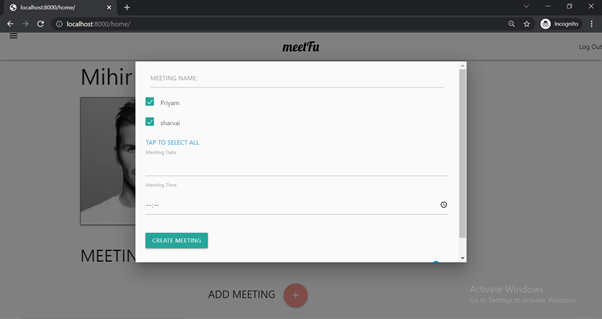 localhost:8000/home/
localhost:8000/home/
Incognito
meetFu
Log Out
Mihir
MEETING NAME:
Priyam
sharvai
TAP TO SELECT ALL
Meeting Date
Meeting Time
--:--
CREATE MEETING
MEETIN
ADD MEETING +
Activate Windows
Go to Settings to activate Windows.